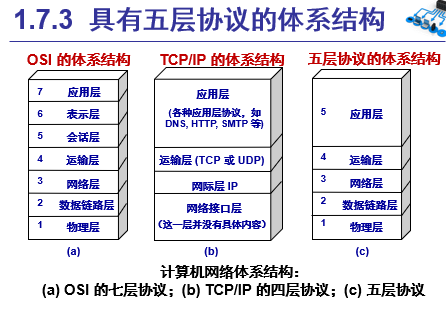 1.7.3 具有五层协议的体系结构
OSI 的体系结构
7 应用层
6 表示层
5 会话层
4 运输层
3 网络层
2 数据链路层
1 物理层
(a)
TCP/IP 的体系结构
应用层
(各种应用层协议，如
DNS, HTTP, SMTP 等)
运输层 (TCP 或 UDP)
网际层 IP
网络接口层
(这一层并没有具体内容)
(b)
五层协议的体系结构
5 应用层
4 运输层
3 网络层
2 数据链路层
1 物理层
(c)
计算机网络体系结构：
(a) OSI 的七层协议；(b) TCP/IP 的四层协议；(c) 五层协议